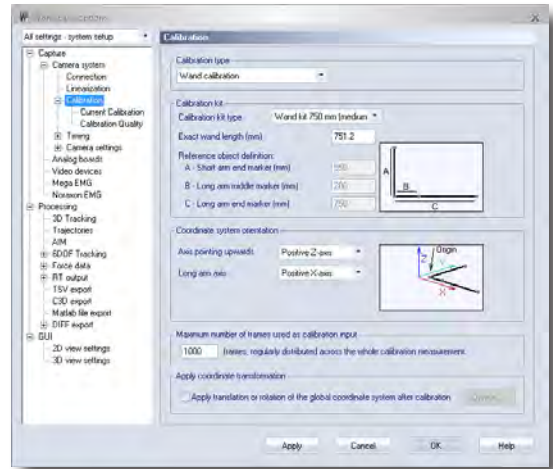 All settings - system setup
Capture
Camera system
Connection
Linearization
Calibration
Current Calibration
Calibration Quality
Timing
Camera settings
Analog boards
Video devices
Mega EMG
Noraxon EMG
Processing
3D Tracking
Trajectories
AIM
6DOF Tracking
Force data
RT output
TSV export
C3D export
Matlab file export
DIFF export
GUI
2D view settings
3D view settings
Calibration
Calibration type
Wand calibration
Calibration kit
Calibration kit type
Wand kit 750 mm (medium
Exact wand length (mm)
751.2
Reference object definition:
A - Short arm end marker (mm)
550
B - Long arm middle marker (mm)
200
C - Long arm end marker (mm)
750
A
B
C
Coordinate system orientation
Axis pointing upwards
Positive Z-axis
Long arm axis
Positive X-axis
Origin
Z
Y
X
Maximum number of frames used as calibration input
1000 frames, regularly distributed across the whole calibration measurement.
Apply coordinate transformation
Apply translation or rotation of the global coordinate system after calibration
Apply
Cancel
OK
Help